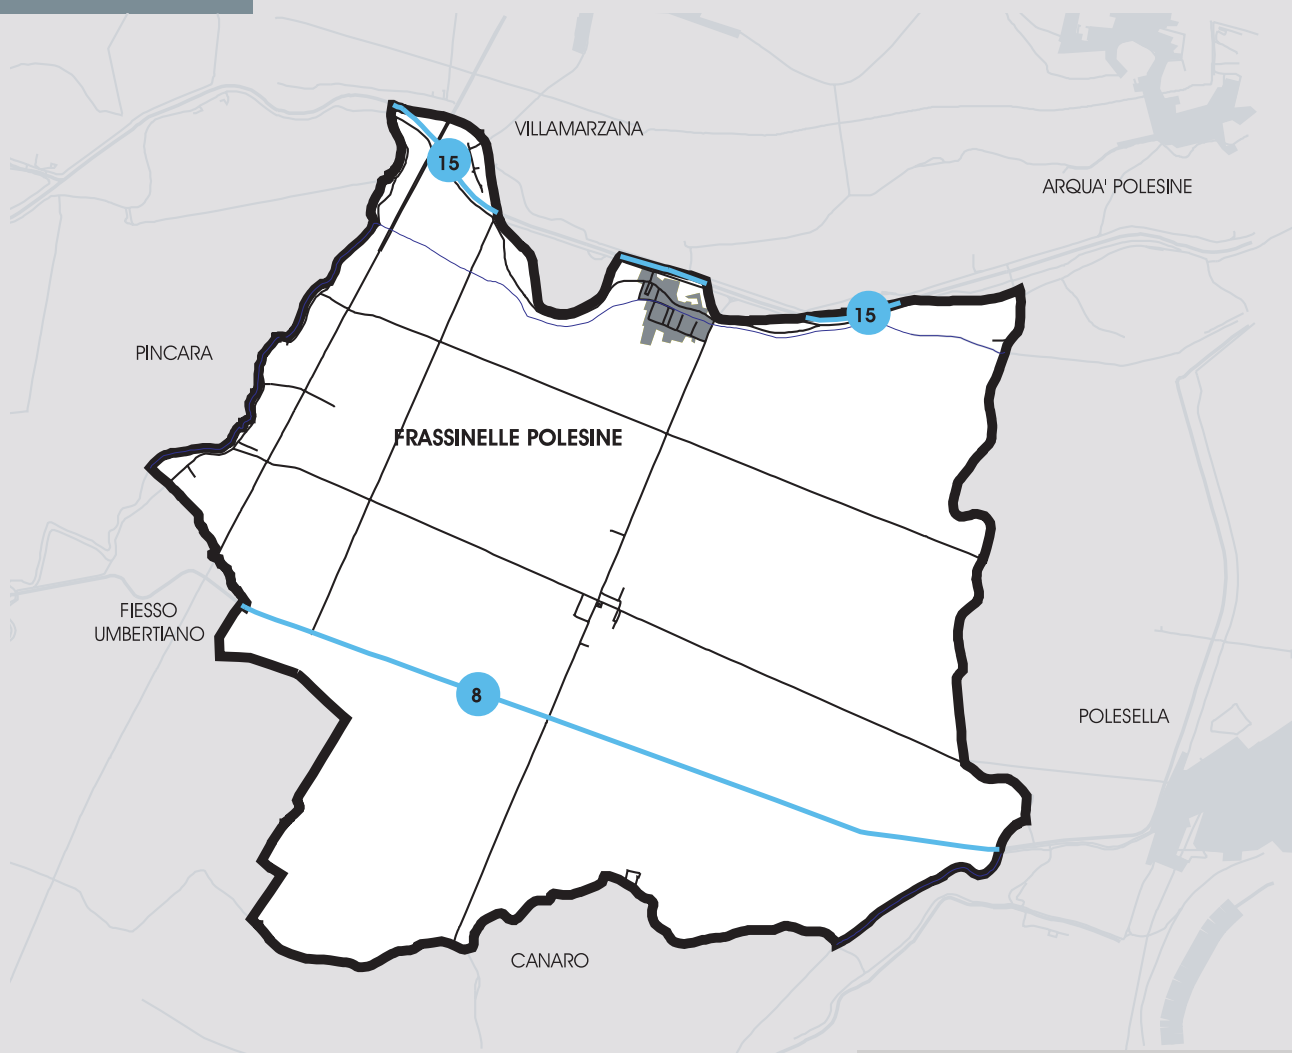 VILLAMARZANA
15
ARQUA' POLESINE
15
PINCARA
FRASSINELLE POLESINE
FIESSO
UMBERTIANO
8
POLESELLA
CANARO